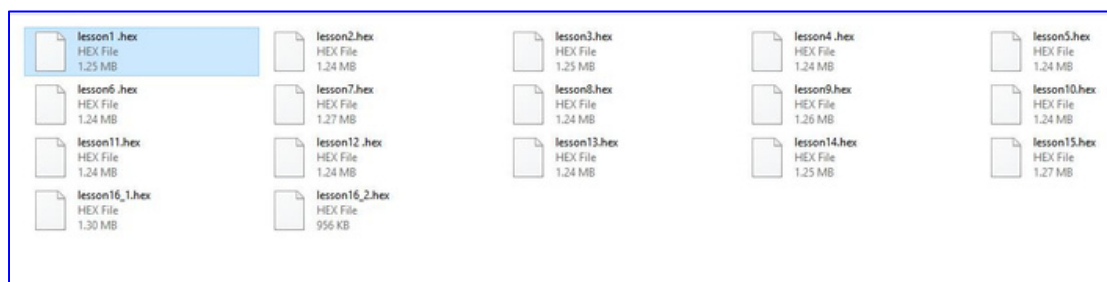 lesson1 .hex
HEX File
1.25 MB
lesson2.hex
HEX File
1.24 MB
lesson3.hex
HEX File
1.25 MB
lesson4 .hex
HEX File
1.24 MB
lesson5.hex
HEX File
1.24 MB
lesson6 .hex
HEX File
1.24 MB
lesson7.hex
HEX File
1.27 MB
lesson8.hex
HEX File
1.24 MB
lesson9.hex
HEX File
1.26 MB
lesson10.hex
HEX File
1.24 MB
lesson11.hex
HEX File
1.24 MB
lesson12 .hex
HEX File
1.24 MB
lesson13.hex
HEX File
1.24 MB
lesson14.hex
HEX File
1.25 MB
lesson15.hex
HEX File
1.27 MB
lesson16_1.hex
HEX File
1.30 MB
lesson16_2.hex
HEX File
956 KB